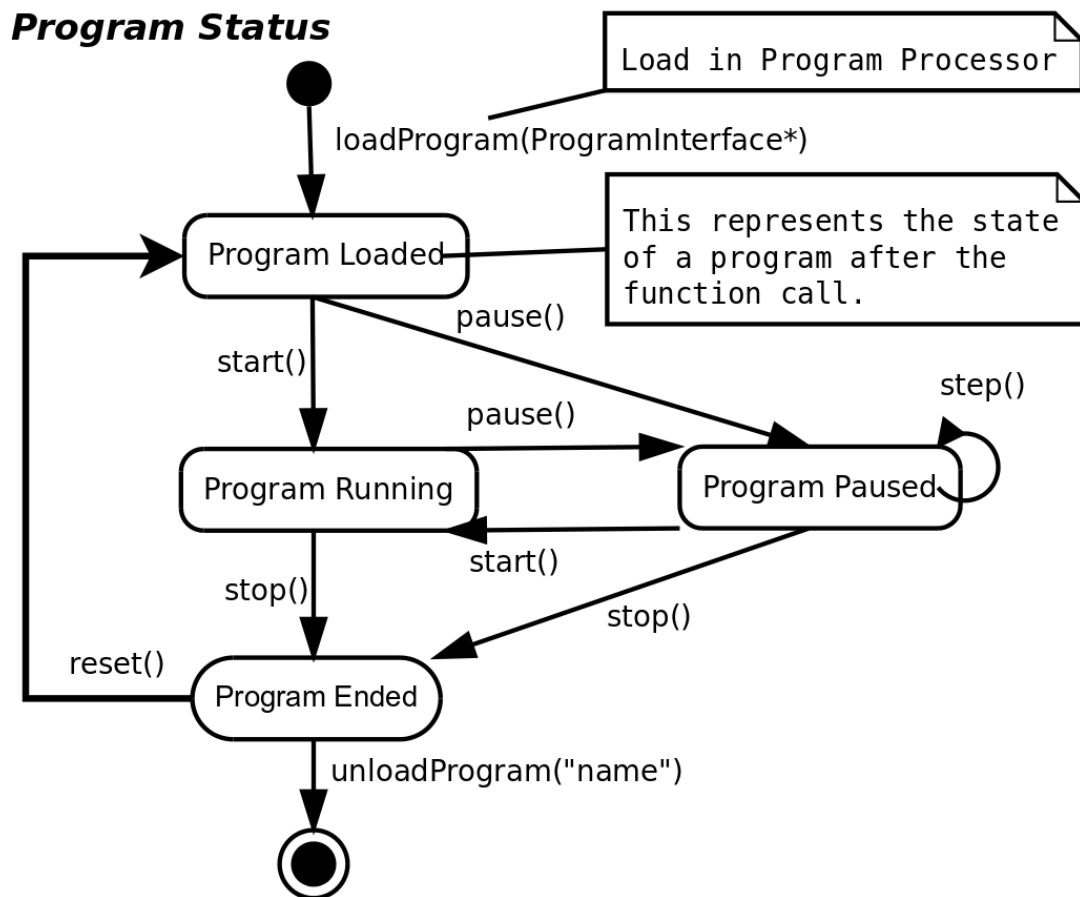 Program Status
Load in Program Processor
loadProgram(ProgramInterface*)
This represents the state
of a program after the
function call.
Program Loaded
pause()
start()
step()
pause()
Program Running
Program Paused
start()
stop()
stop()
reset()
Program Ended
unloadProgram("name")